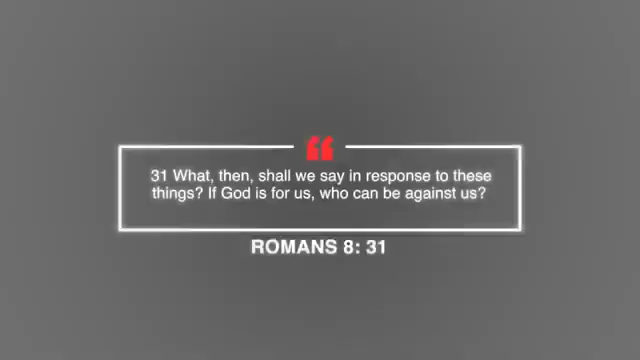 31 What, then, shall we say in response to these
things? If God is for us, who can be against us?
ROMANS 8: 31